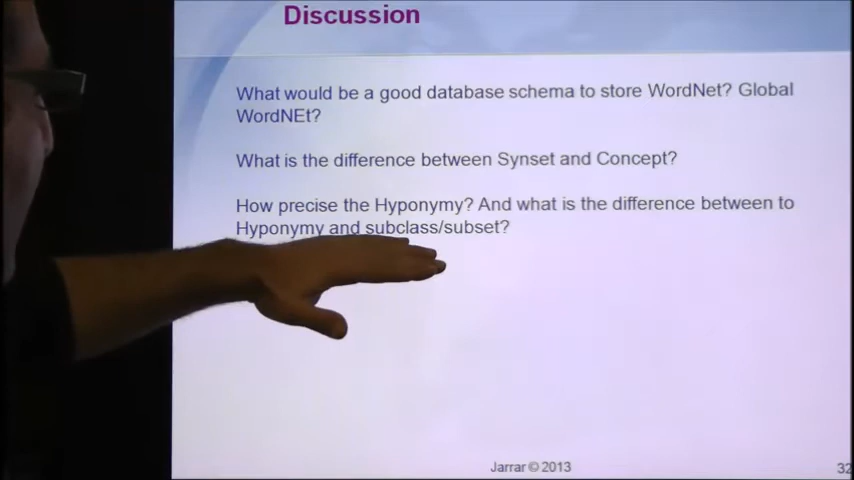 Discussion
What would be a good database schema to store WordNet? Global
WordNEt?
What is the difference between Synset and Concept?
How precise the Hyponymy? And what is the difference between to
Hyponymy and subclass/subset?
Jarrar © 2013
32